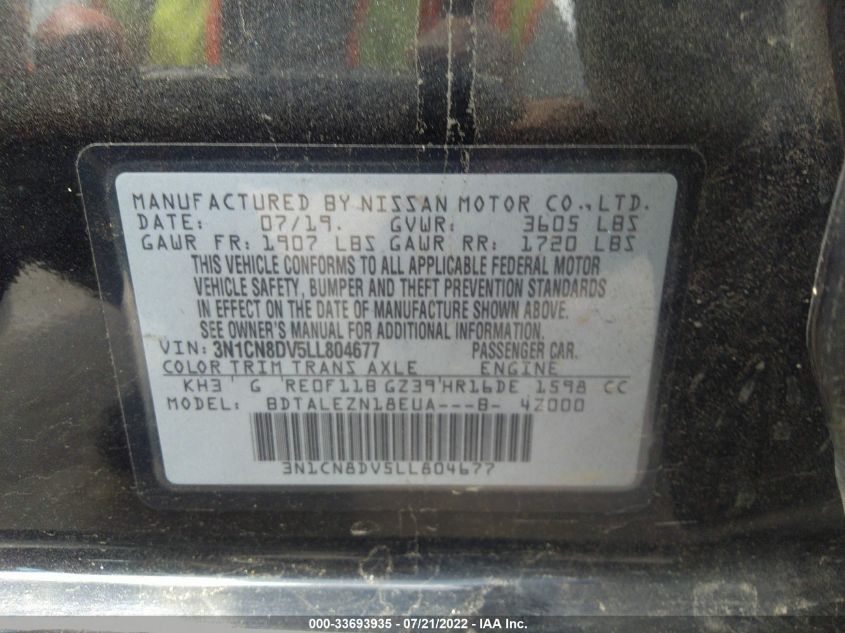 MANUFACTURED BY NISSAN MOTOR CO., LTD.
DATE: 07/19. GVWR: 3605 LBS
GAWR FR: 1907 LBS GAWR RR: 1720 LBS
THIS VEHICLE CONFORMS TO ALL APPLICABLE FEDERAL MOTOR
VEHICLE SAFETY, BUMPER AND THEFT PREVENTION STANDARDS
IN EFFECT ON THE DATE OF MANUFACTURE SHOWN ABOVE.
SEE OWNER'S MANUAL FOR ADDITIONAL INFORMATION.
VIN: 3N1CN8DV5LL804677 PASSENGER CAR.
COLOR TRIM TRANS AXLE ENGINE
KH3 G RE0F11B GZ39 HR16DE 1598 CC
MODEL: BDTALEZN18EUA---B- 4Z000
3N1CN8DV5LL804677
000-33693935 / 07/21/2022 - IAA Inc.